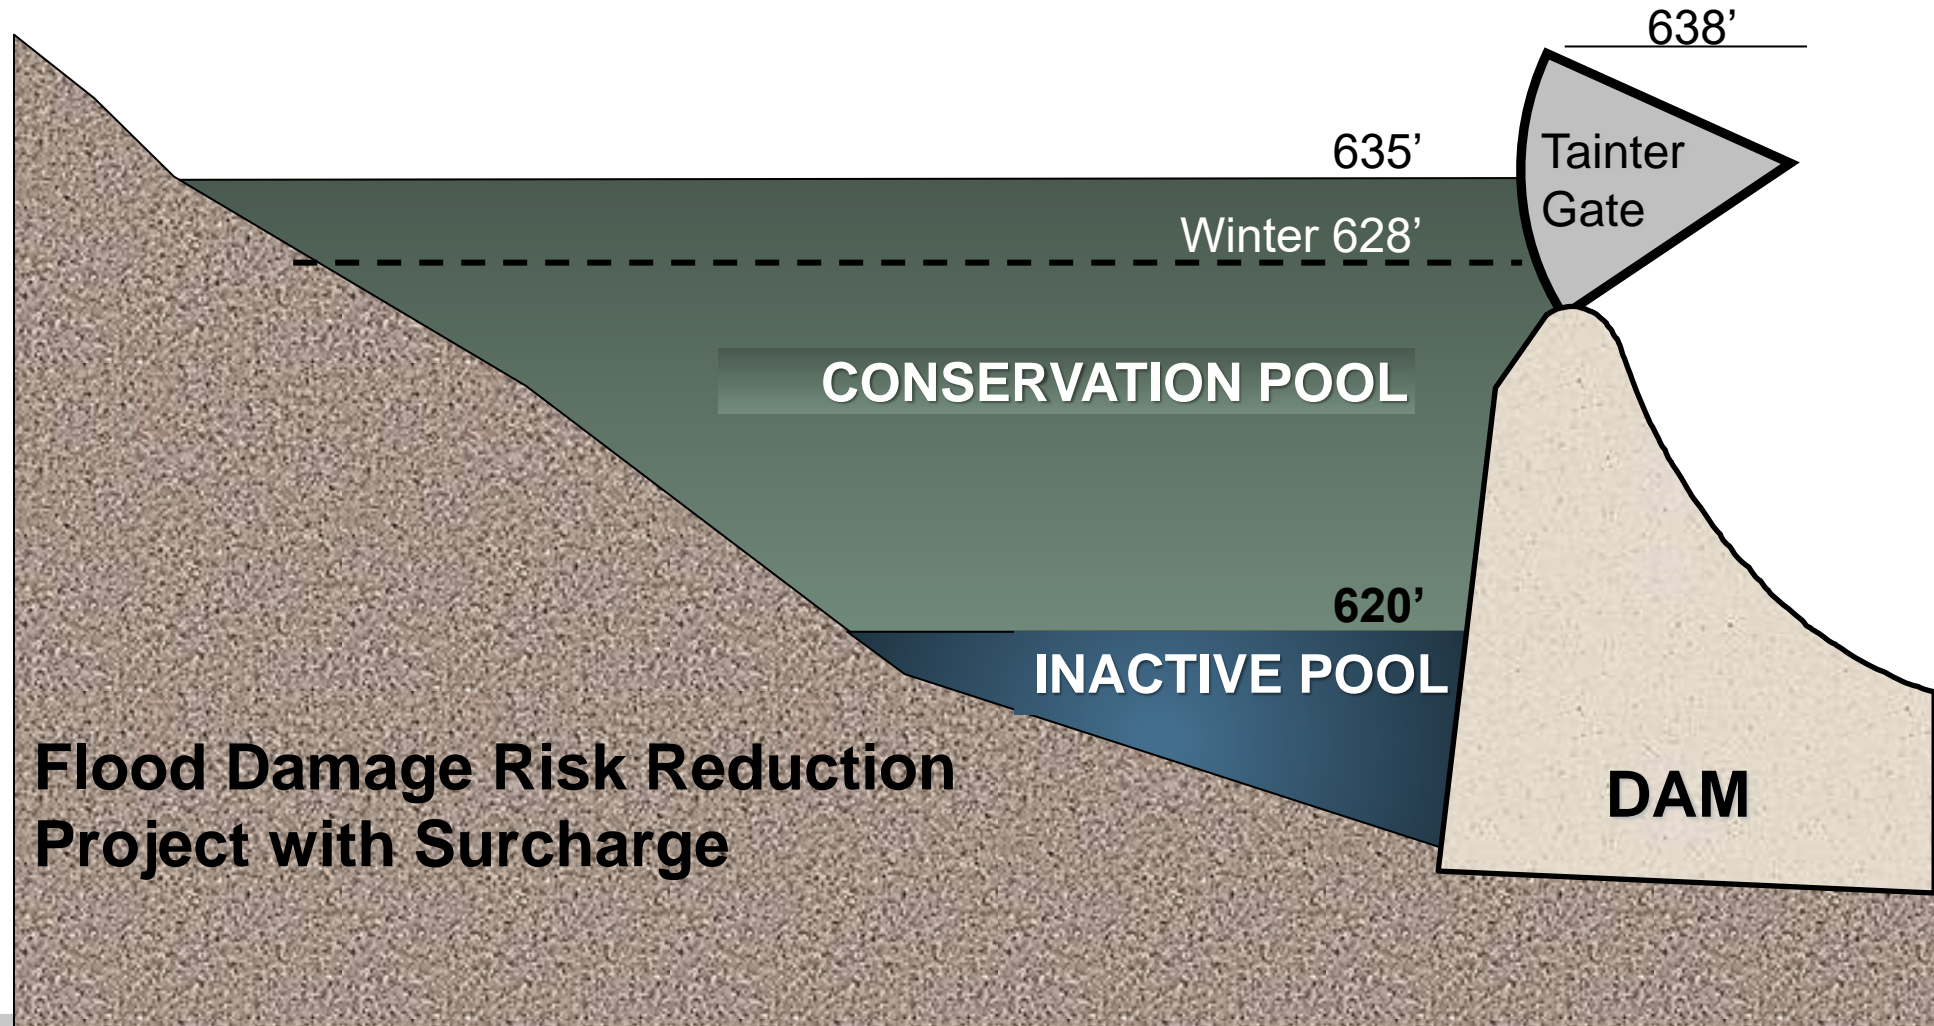 638’
635’
Tainter
Gate
Winter 628’
CONSERVATION POOL
620’
INACTIVE POOL
Flood Damage Risk Reduction
Project with Surcharge
DAM